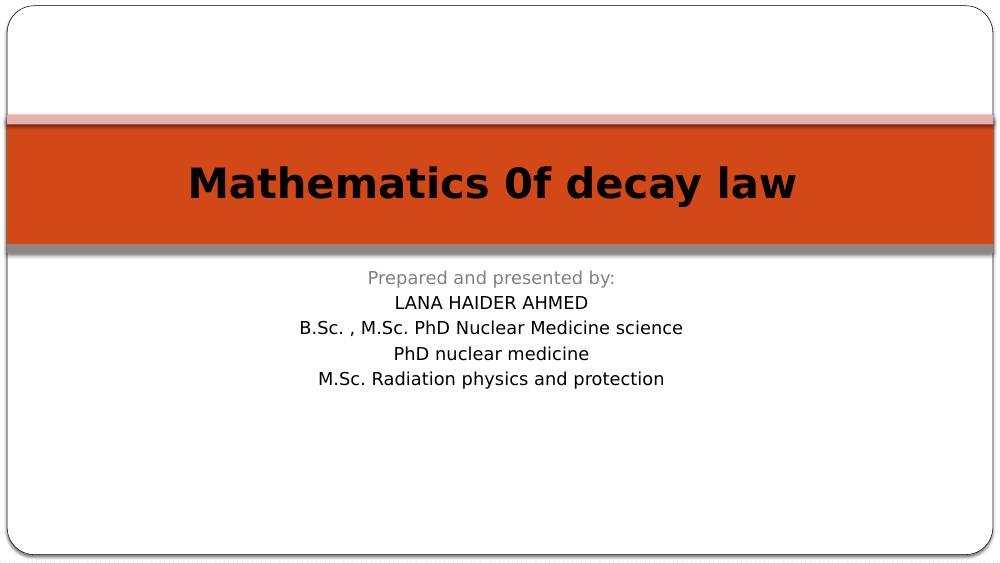 Mathematics 0f decay law
Prepared and presented by:
LANA HAIDER AHMED
B.Sc. , M.Sc. PhD Nuclear Medicine science
PhD nuclear medicine
M.Sc. Radiation physics and protection